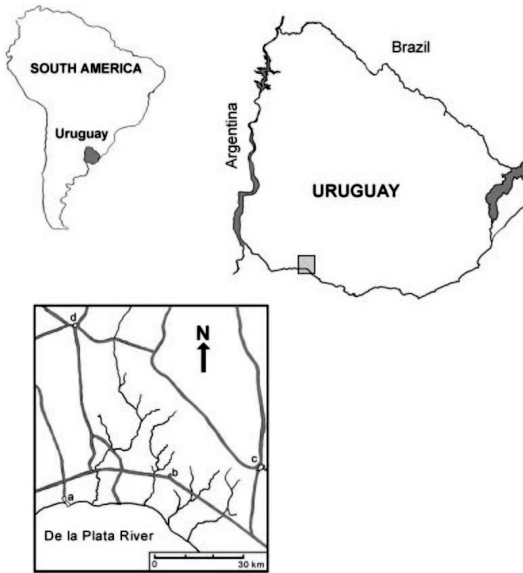 SOUTH AMERICA
Uruguay
Brazil
Argentina
URUGUAY
d
N
c
b
a
De la Plata River
0 30 km